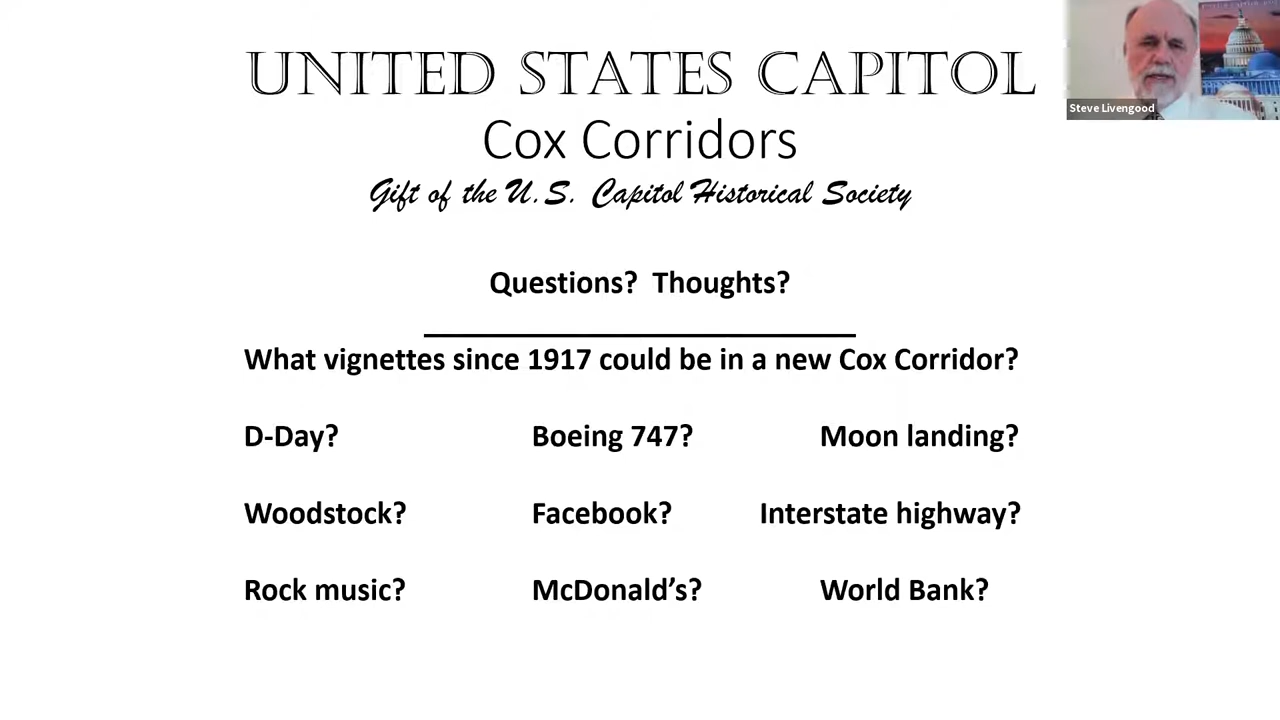 UNITED STATES CAPITOL
Steve Livengood
Cox Corridors
Gift of the U.S. Capitol Historical Society
Questions? Thoughts?
What vignettes since 1917 could be in a new Cox Corridor?
D-Day? Boeing 747? Moon landing?
Woodstock? Facebook? Interstate highway?
Rock music? McDonald’s? World Bank?